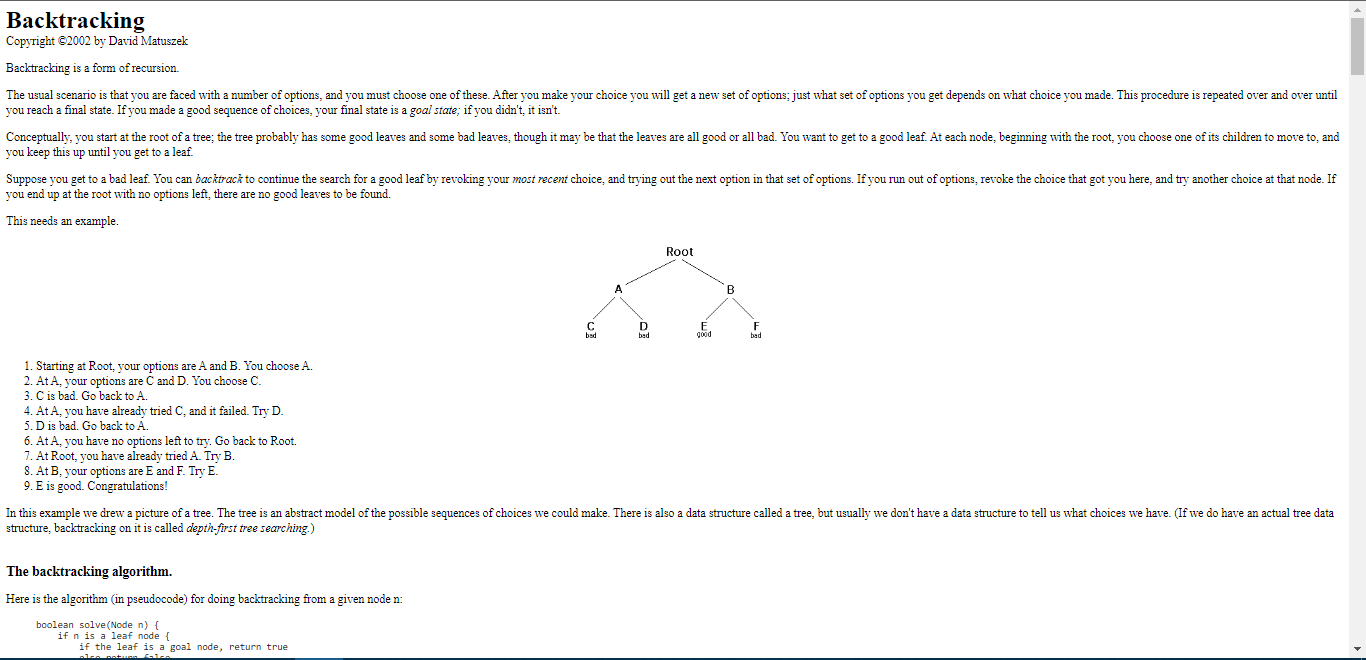 Backtracking
Copyright ©2002 by David Matuszek
Backtracking is a form of recursion.
The usual scenario is that you are faced with a number of options, and you must choose one of these. After you make your choice you will get a new set of options; just what set of options you get depends on what choice you made. This procedure is repeated over and over until
you reach a final state. If you made a good sequence of choices, your final state is a goal state; if you didn't, it isn't.
Conceptually, you start at the root of a tree; the tree probably has some good leaves and some bad leaves, though it may be that the leaves are all good or all bad. You want to get to a good leaf. At each node, beginning with the root, you choose one of its children to move to, and
you keep this up until you get to a leaf.
Suppose you get to a bad leaf. You can backtrack to continue the search for a good leaf by revoking your most recent choice, and trying out the next option in that set of options. If you run out of options, revoke the choice that got you here, and try another choice at that node. If
you end up at the root with no options left, there are no good leaves to be found.
This needs an example.
Root
A B
C D E F
bad bad good bad
1. Starting at Root, your options are A and B. You choose A.
2. At A, your options are C and D. You choose C.
3. C is bad. Go back to A.
4. At A, you have already tried C, and it failed. Try D.
5. D is bad. Go back to A.
6. At A, you have no options left to try. Go back to Root.
7. At Root, you have already tried A. Try B.
8. At B, your options are E and F. Try E.
9. E is good. Congratulations!
In this example we drew a picture of a tree. The tree is an abstract model of the possible sequences of choices we could make. There is also a data structure called a tree, but usually we don't have a data structure to tell us what choices we have. (If we do have an actual tree data
structure, backtracking on it is called depth-first tree searching.)
The backtracking algorithm.
Here is the algorithm (in pseudocode) for doing backtracking from a given node n:
boolean solve(Node n) {
if n is a leaf node {
if the leaf is a goal node, return true
else return false